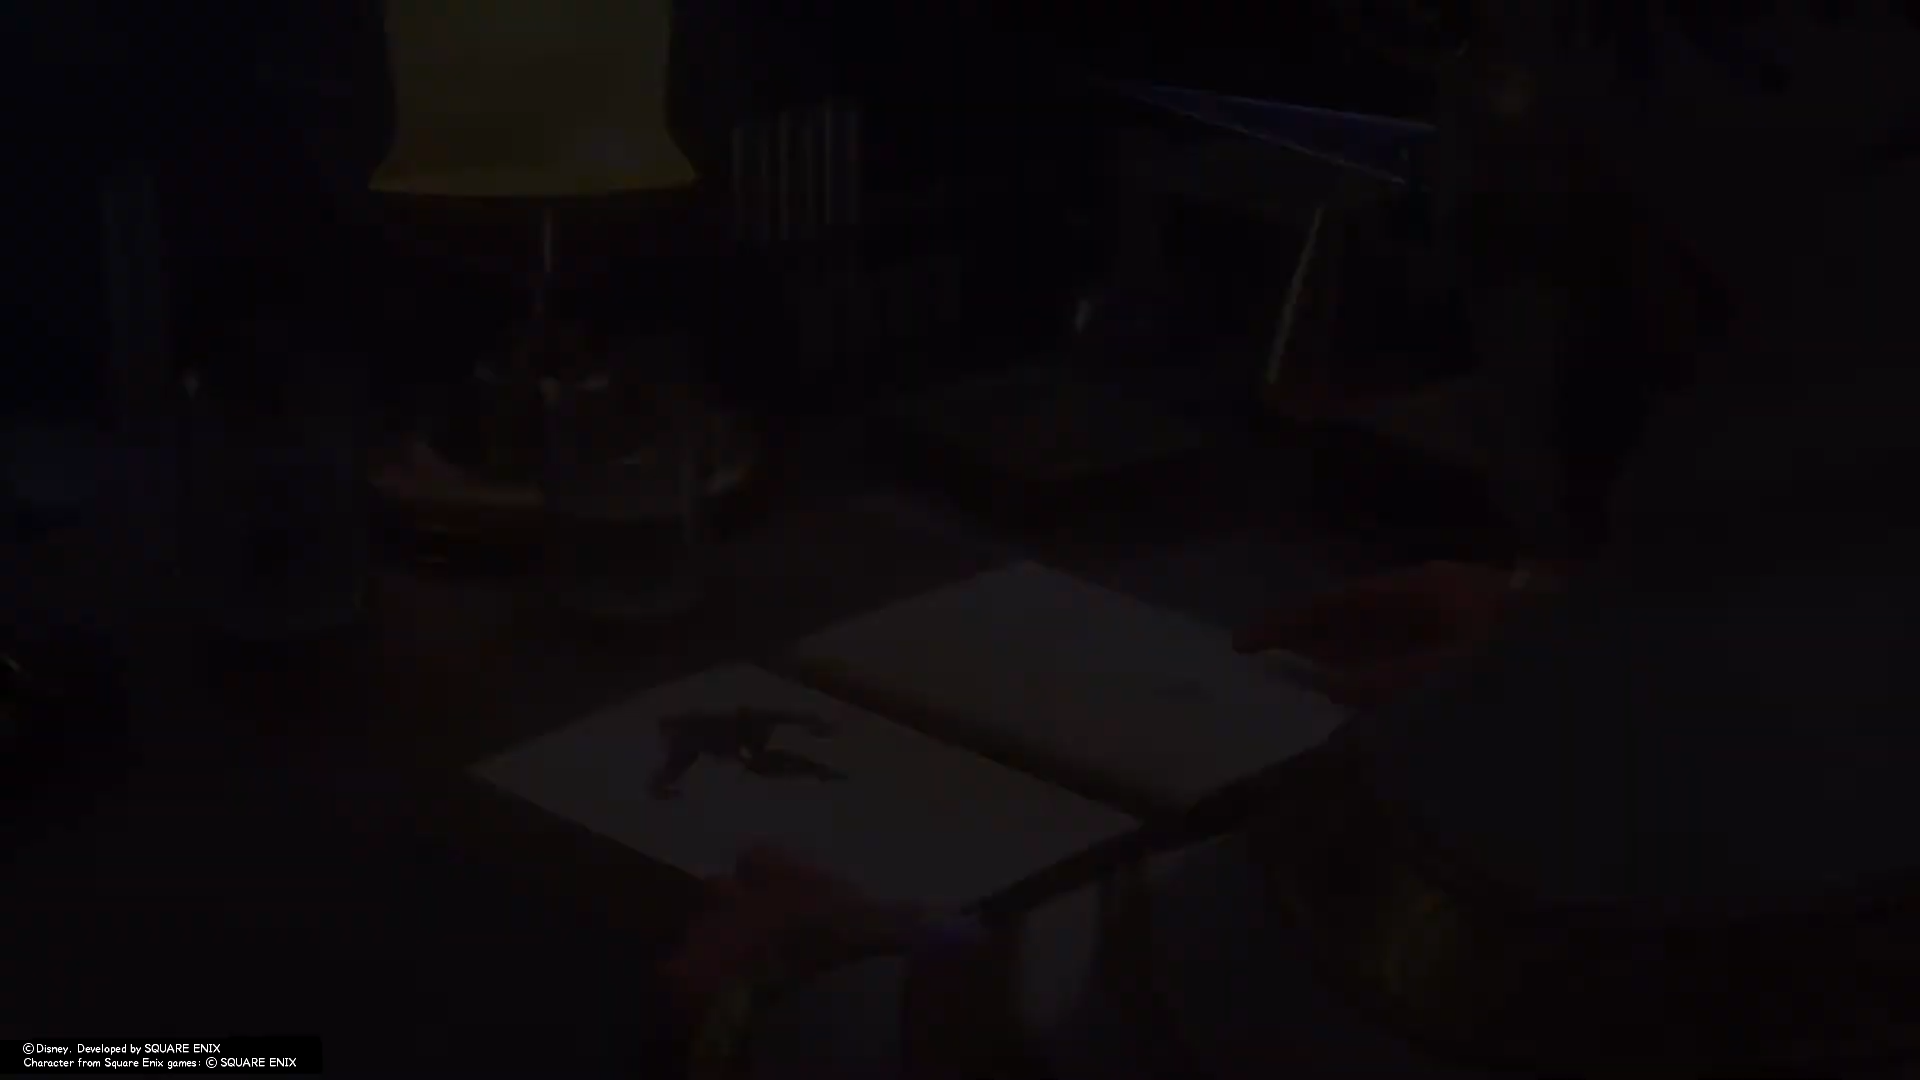 ©Disney. Developed by SQUARE ENIX
Character from Square Enix games: © SQUARE ENIX